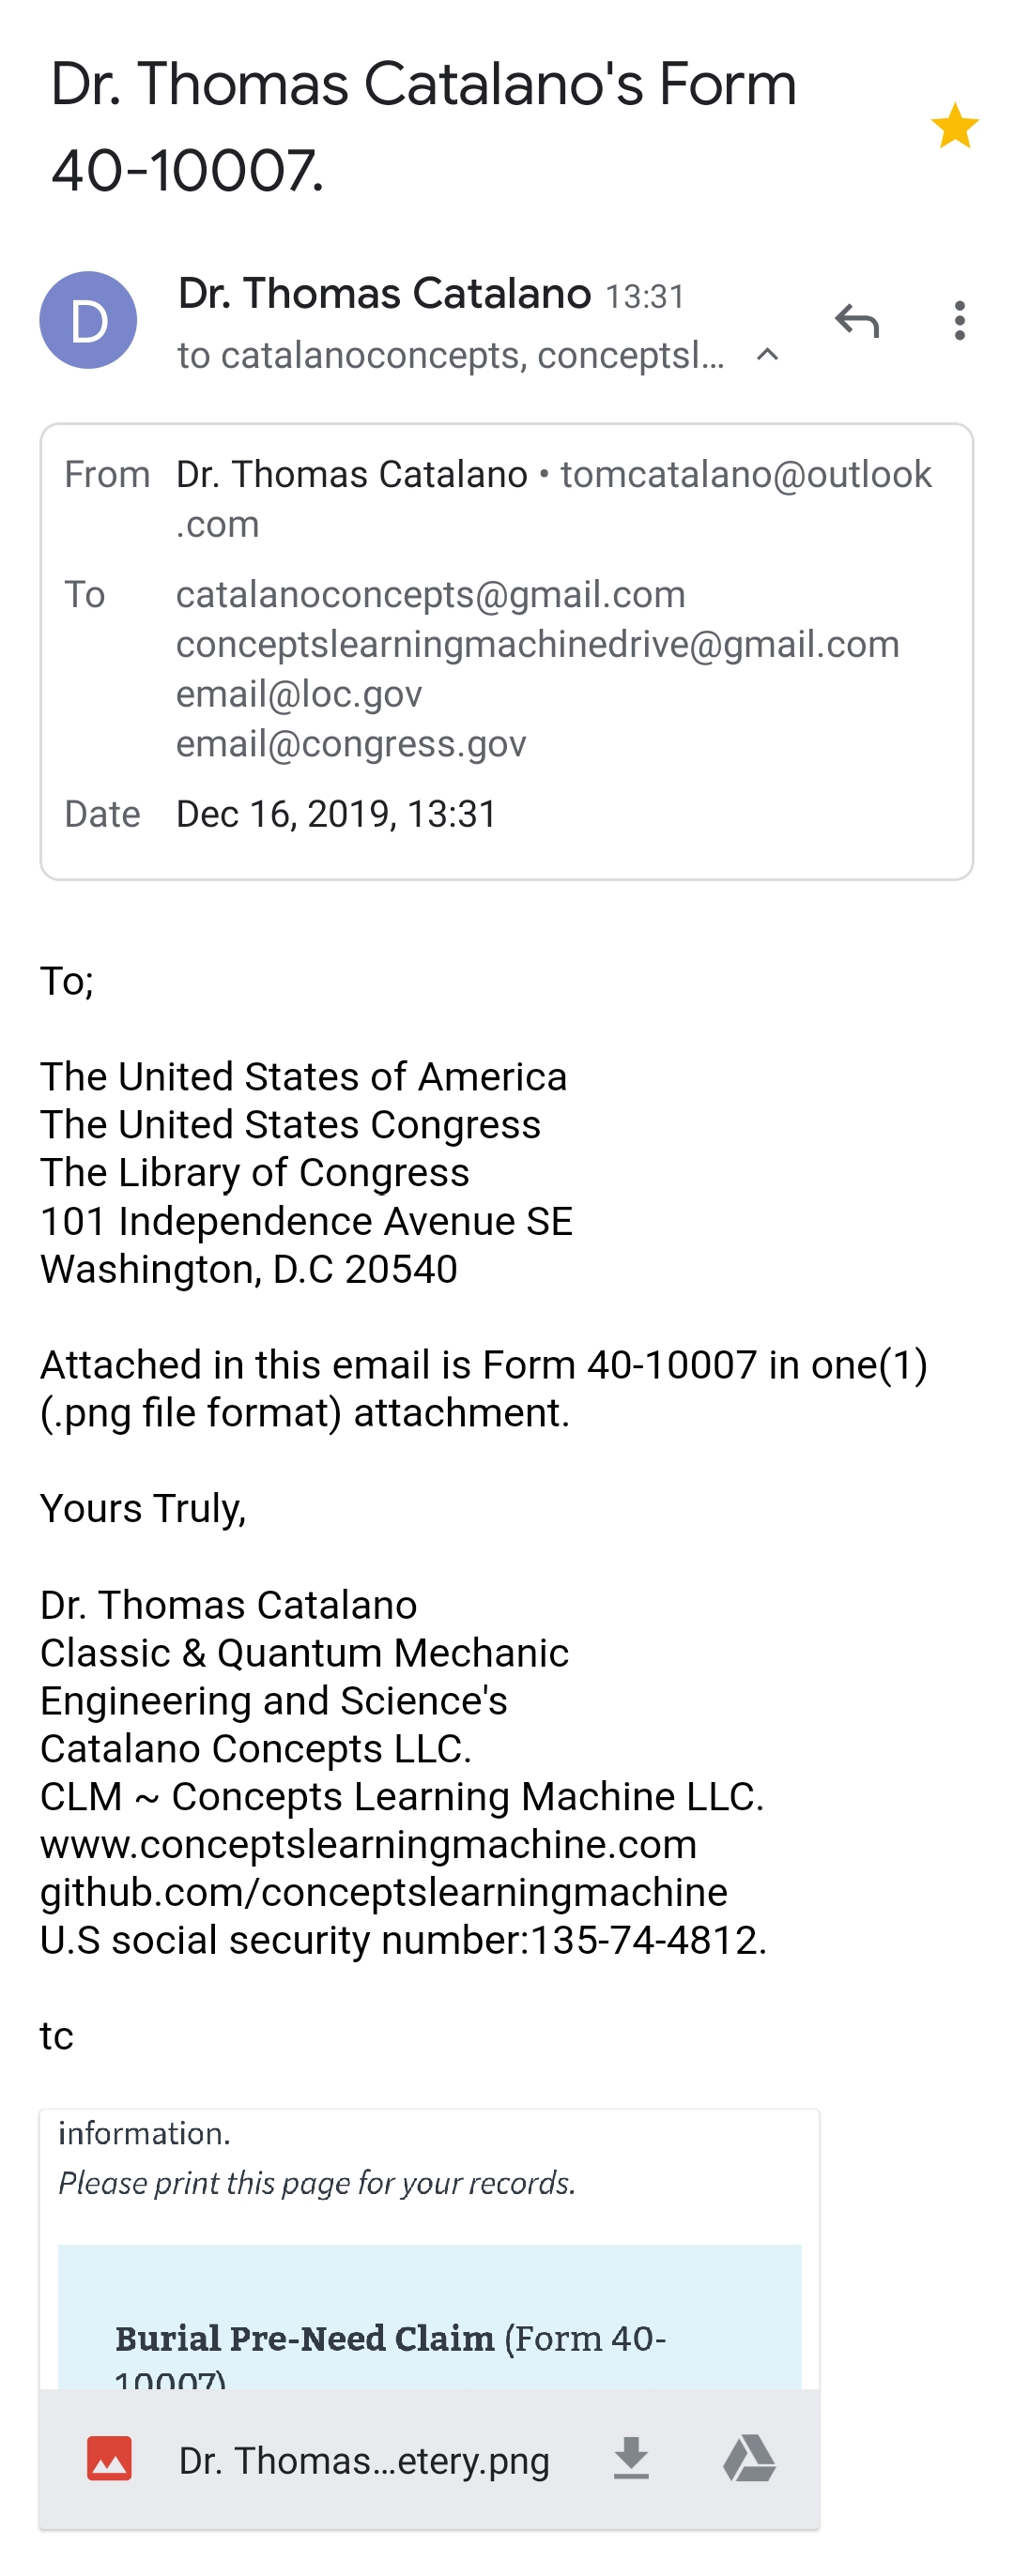 Dr. Thomas Catalano's Form
40-10007.
D
Dr. Thomas Catalano 13:31
to catalanoconcepts, conceptsl...
From Dr. Thomas Catalano • tomcatalano@outlook
.com
To catalanoconcepts@gmail.com
conceptslearningmachinedrive@gmail.com
email@loc.gov
email@congress.gov
Date Dec 16, 2019, 13:31
To;
The United States of America
The United States Congress
The Library of Congress
101 Independence Avenue SE
Washington, D.C 20540
Attached in this email is Form 40-10007 in one(1)
(.png file format) attachment.
Yours Truly,
Dr. Thomas Catalano
Classic & Quantum Mechanic
Engineering and Science's
Catalano Concepts LLC.
CLM ~ Concepts Learning Machine LLC.
www.conceptslearningmachine.com
github.com/conceptslearningmachine
U.S social security number:135-74-4812.
tc
information.
Please print this page for your records.
Burial Pre-Need Claim (Form 40-
10007)
Dr. Thomas...etery.png